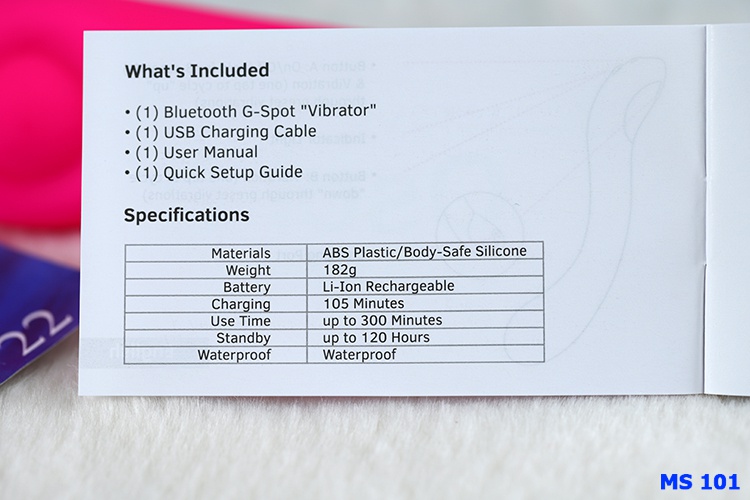 What's Included
• (1) Bluetooth G-Spot "Vibrator"
• (1) USB Charging Cable
• (1) User Manual
• (1) Quick Setup Guide
Specifications
Materials ABS Plastic/Body-Safe Silicone
Weight 182g
Battery Li-Ion Rechargeable
Charging 105 Minutes
Use Time up to 300 Minutes
Standby up to 120 Hours
Waterproof Waterproof
22
MS 101